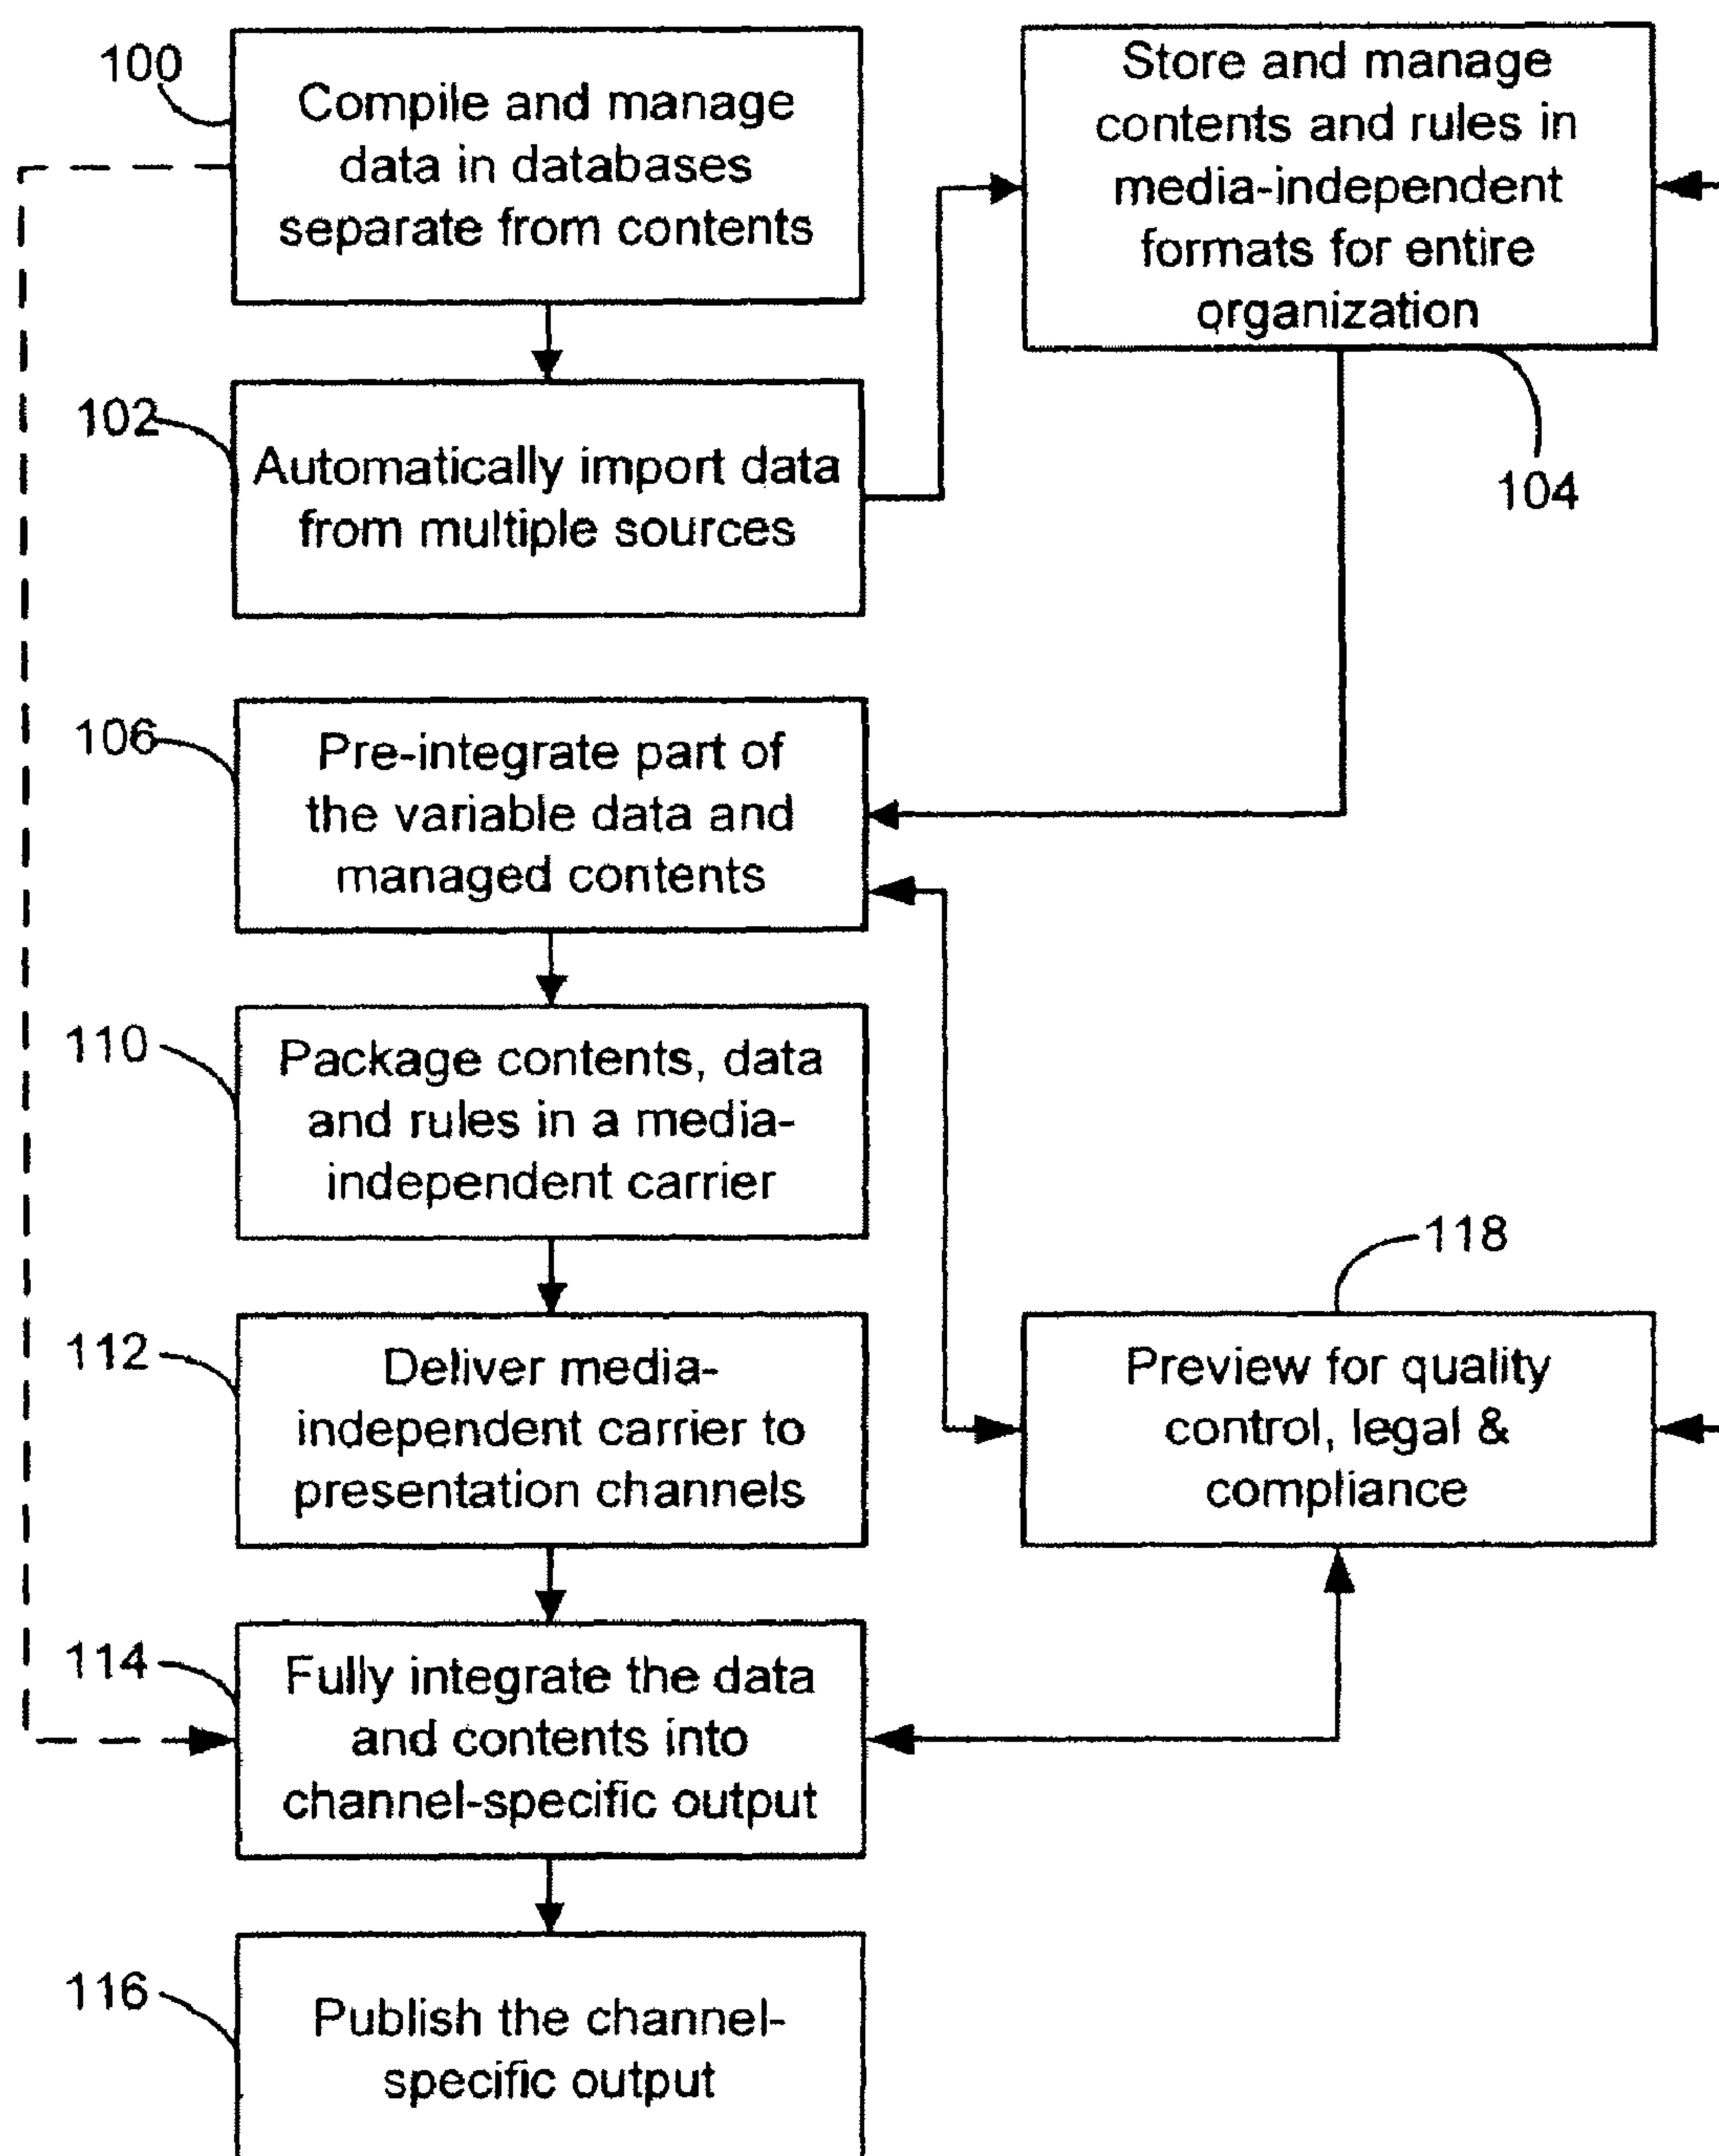 100
Compile and manage
data in databases
separate from contents
Store and manage
contents and rules in
media-independent
formats for entire
organization
104
102
Automatically import data
from multiple sources
106
Pre-integrate part of
the variable data and
managed contents
110
Package contents, data
and rules in a media-
independent carrier
112
Deliver media-
independent carrier to
presentation channels
118
Preview for quality
control, legal &
compliance
114
Fully integrate the data
and contents into
channel-specific output
116
Publish the channel-
specific output